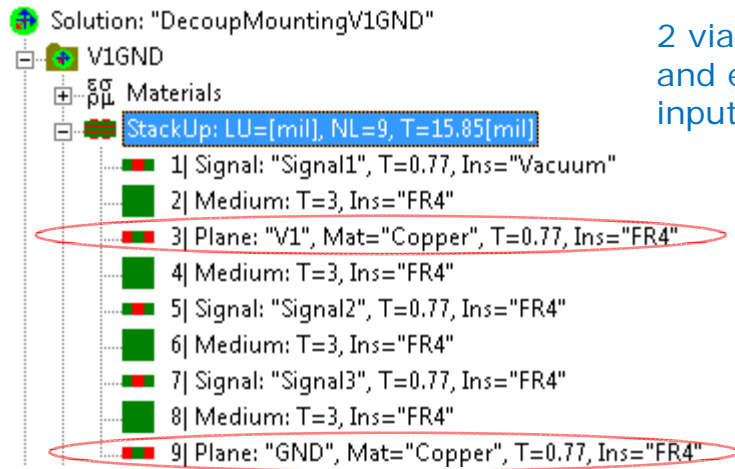 Solution: "DecoupMountingV1GND"
V1GND
εσ
ρμ Materials
StackUp: LU=[mil], NL=9, T=15.85[mil]
1| Signal: "Signal1", T=0.77, Ins="Vacuum"
2| Medium: T=3, Ins="FR4"
3| Plane: "V1", Mat="Copper", T=0.77, Ins="FR4"
4| Medium: T=3, Ins="FR4"
5| Signal: "Signal2", T=0.77, Ins="FR4"
6| Medium: T=3, Ins="FR4"
7| Signal: "Signal3", T=0.77, Ins="FR4"
8| Medium: T=3, Ins="FR4"
9| Plane: "GND", Mat="Copper", T=0.77, Ins="FR4"
2 via
and e
input